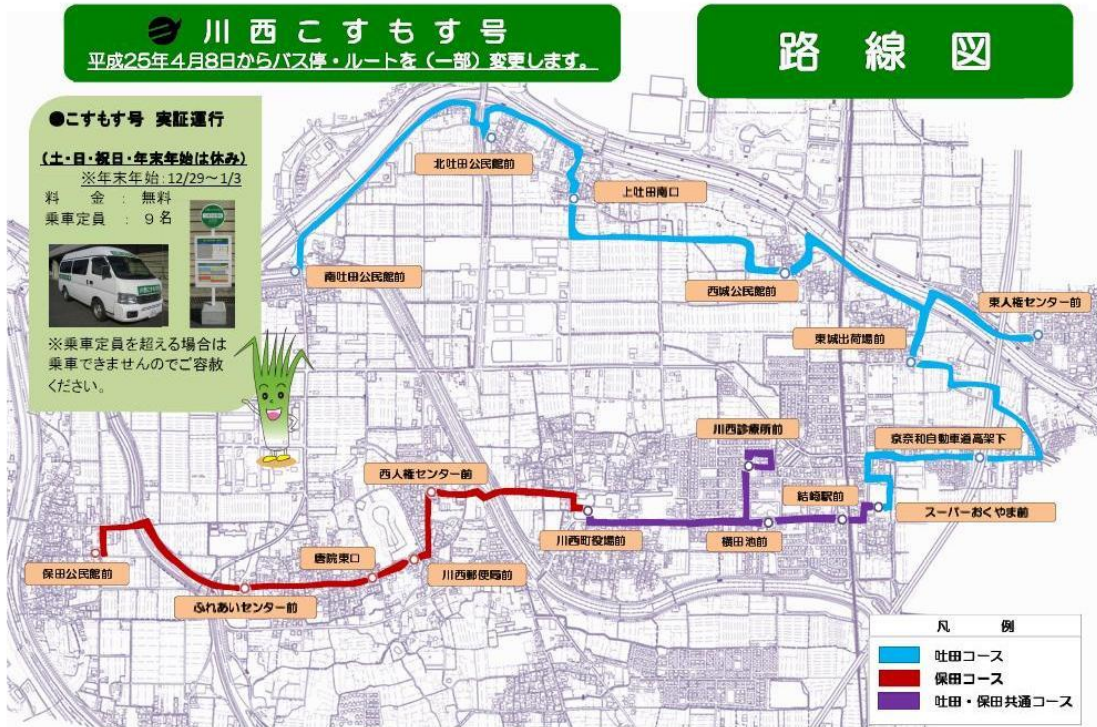 川西こすもす号
平成25年4月8日からバス停・ルートを（一部）変更します。
路線図
●こすもす号 実証運行
（土・日・祝日・年末年始は休み）
※年末年始：12/29～1/3
料　金　：　無料
乗車定員　：　９名
※乗車定員を超える場合は
乗車できませんのでご容赦
ください。
北吐田公民館前
上吐田南口
南吐田公民館前
西城公民館前
東人権センター前
東城出荷場前
川西診療所前
京奈和自動車道高架下
西人権センター前
結崎駅前
スーパーおくやま前
川西町役場前
横田池前
唐院東口
保田公民館前
川西郵便局前
ふれあいセンター前
凡　例
吐田コース
保田コース
吐田・保田共通コース